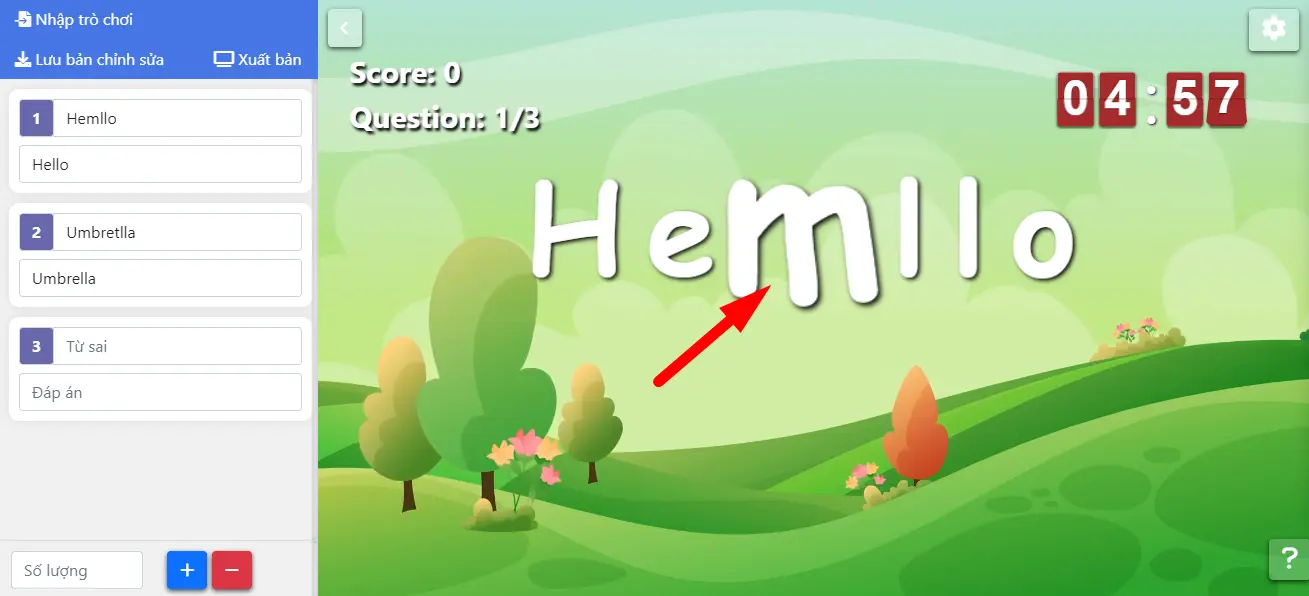 Nhập trò chơi
Lưu bản chỉnh sửa
Xuất bản
1 Hemllo
Hello
2 Umbretlla
Umbrella
3 Từ sai
Đáp án
Số lượng
+ −
Score: 0
Question: 1/3
04:57
Hemllo
?